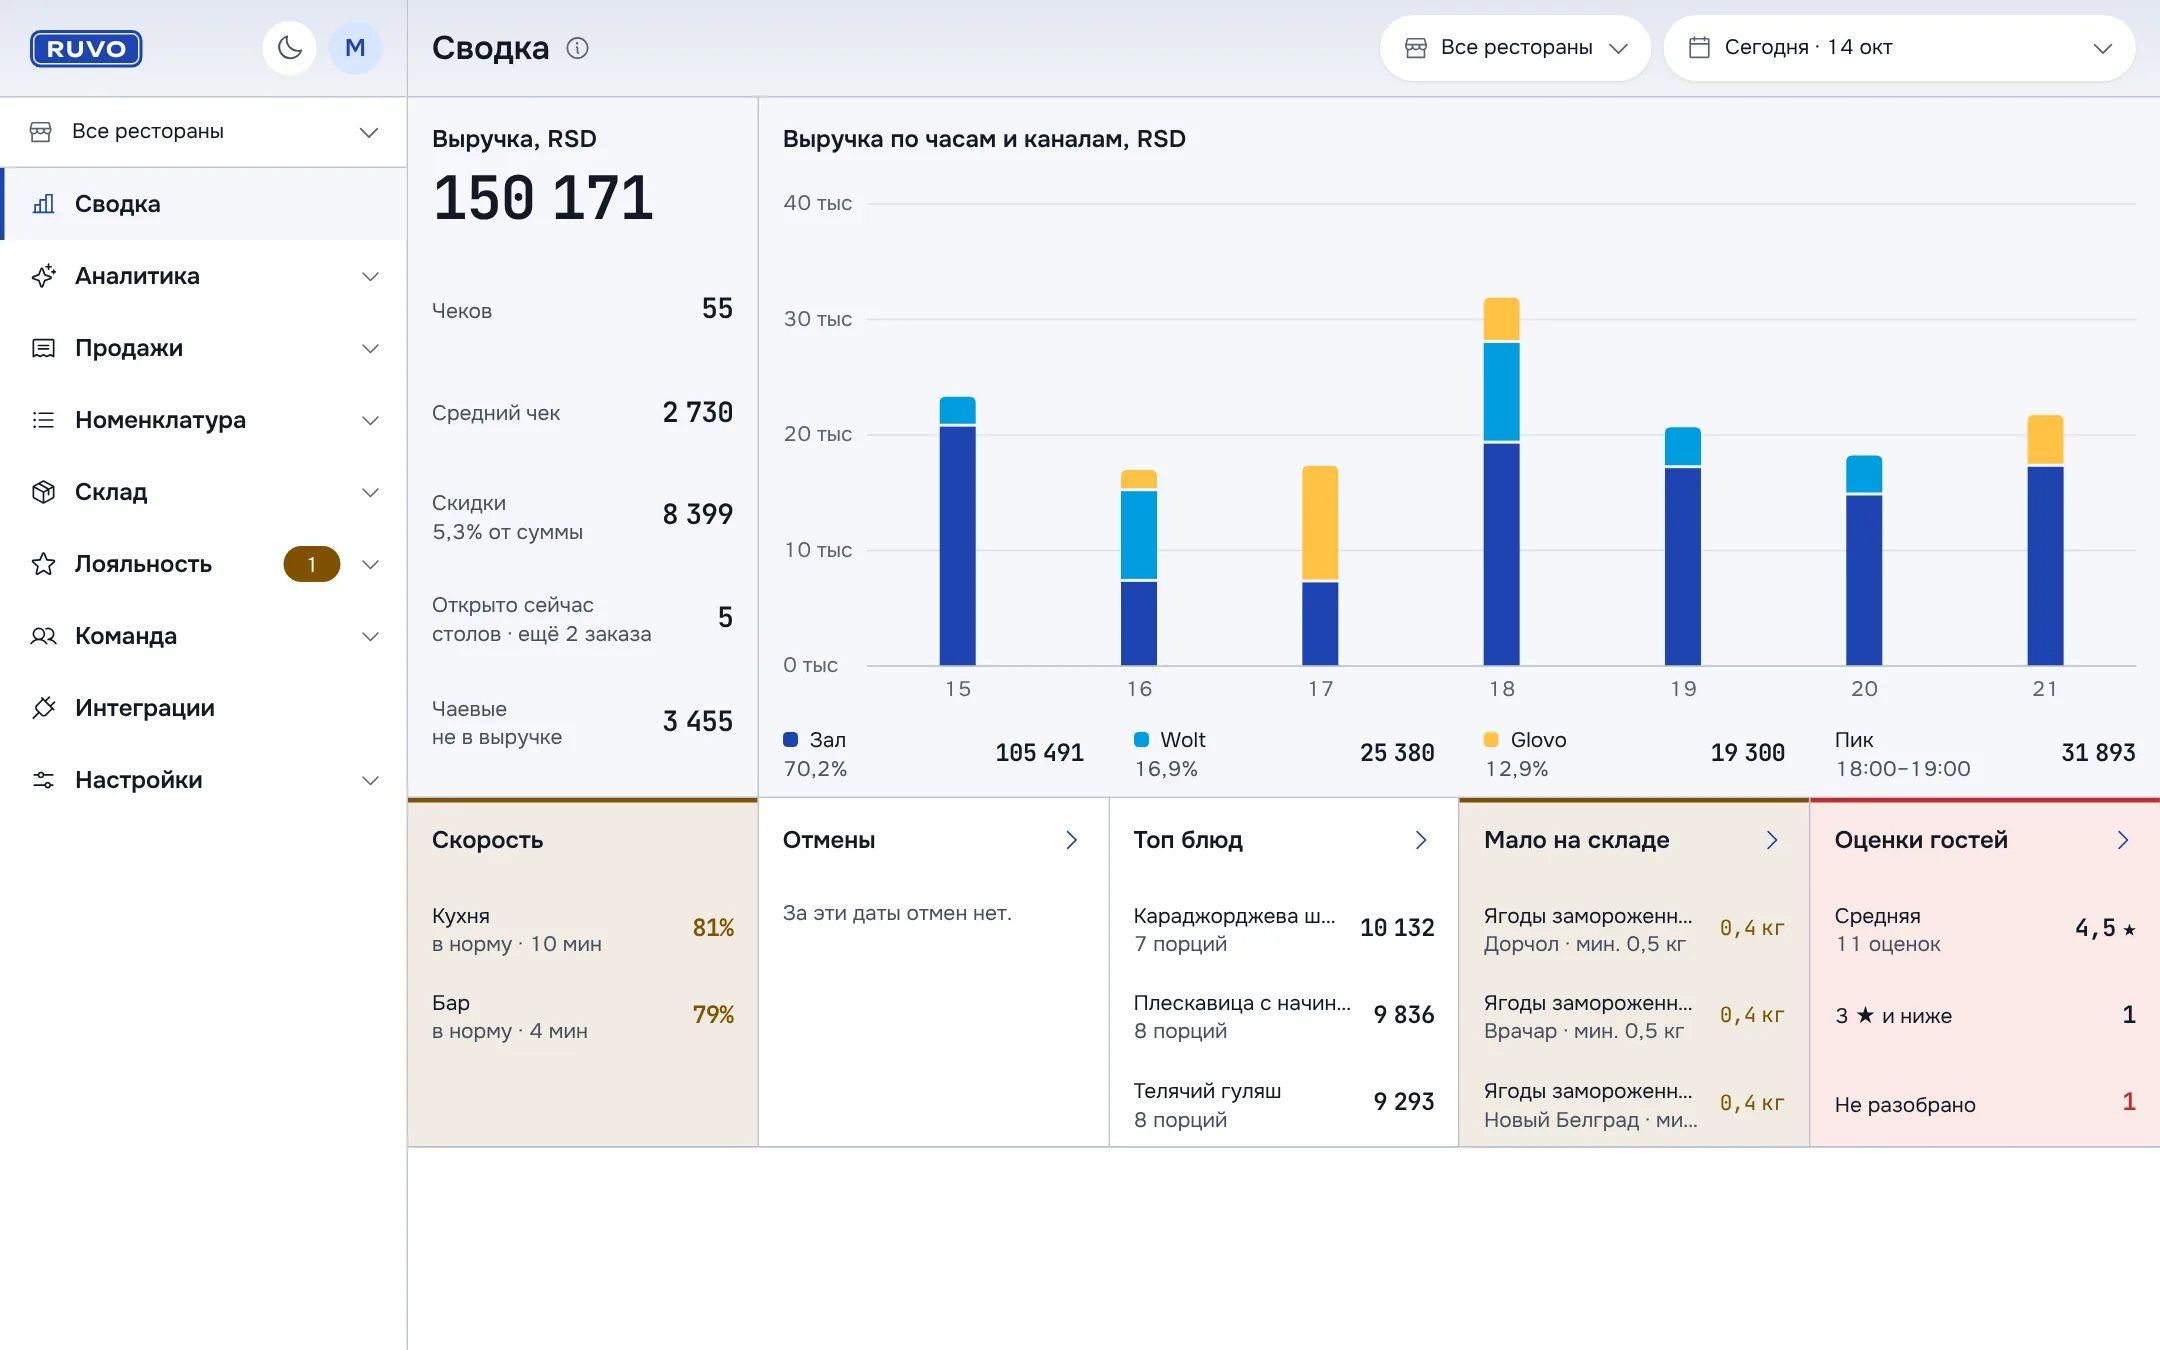 RUVO
M
Сводка
Все рестораны
Сегодня · 14 окт
Все рестораны
Сводка
Аналитика
Продажи
Номенклатура
Склад
Лояльность
1
Команда
Интеграции
Настройки
Выручка, RSD
150 171
Чеков
55
Средний чек
2 730
Скидки
5,3% от суммы
8 399
Открыто сейчас
столов · ещё 2 заказа
5
Чаевые
не в выручке
3 455
Выручка по часам и каналам, RSD
40 тыс
30 тыс
20 тыс
10 тыс
0 тыс
15
16
17
18
19
20
21
Зал
70,2%
105 491
Wolt
16,9%
25 380
Glovo
12,9%
19 300
Пик
18:00–19:00
31 893
Скорость
Кухня
в норму · 10 мин
81%
Бар
в норму · 4 мин
79%
Отмены
За эти даты отмен нет.
Топ блюд
Караджорджева ш...
7 порций
10 132
Плескавица с начин...
8 порций
9 836
Телячий гуляш
8 порций
9 293
Мало на складе
Ягоды замороженн...
Дорчол · мин. 0,5 кг
0,4 кг
Ягоды замороженн...
Врачар · мин. 0,5 кг
0,4 кг
Ягоды замороженн...
Новый Белград · ми...
0,4 кг
Оценки гостей
Средняя
11 оценок
4,5 ★
3 ★ и ниже
1
Не разобрано
1